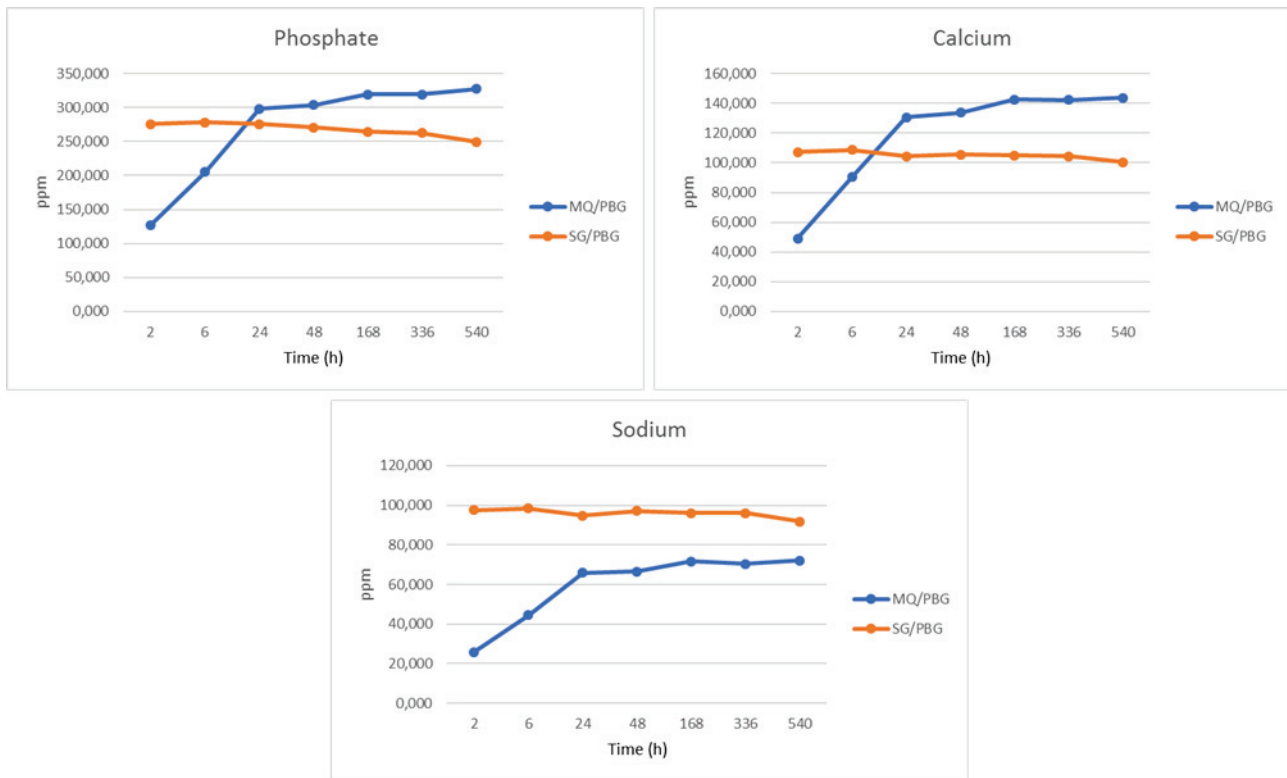 Phosphate
350,000
300,000
250,000
200,000
150,000
100,000
50,000
0,000
ppm
2 6 24 48 168 336 540
Time (h)
MQ/PBG
SG/PBG
Calcium
160,000
140,000
120,000
100,000
80,000
60,000
40,000
20,000
0,000
ppm
2 6 24 48 168 336 540
Time (h)
MQ/PBG
SG/PBG
Sodium
120,000
100,000
80,000
60,000
40,000
20,000
0,000
ppm
2 6 24 48 168 336 540
Time (h)
MQ/PBG
SG/PBG